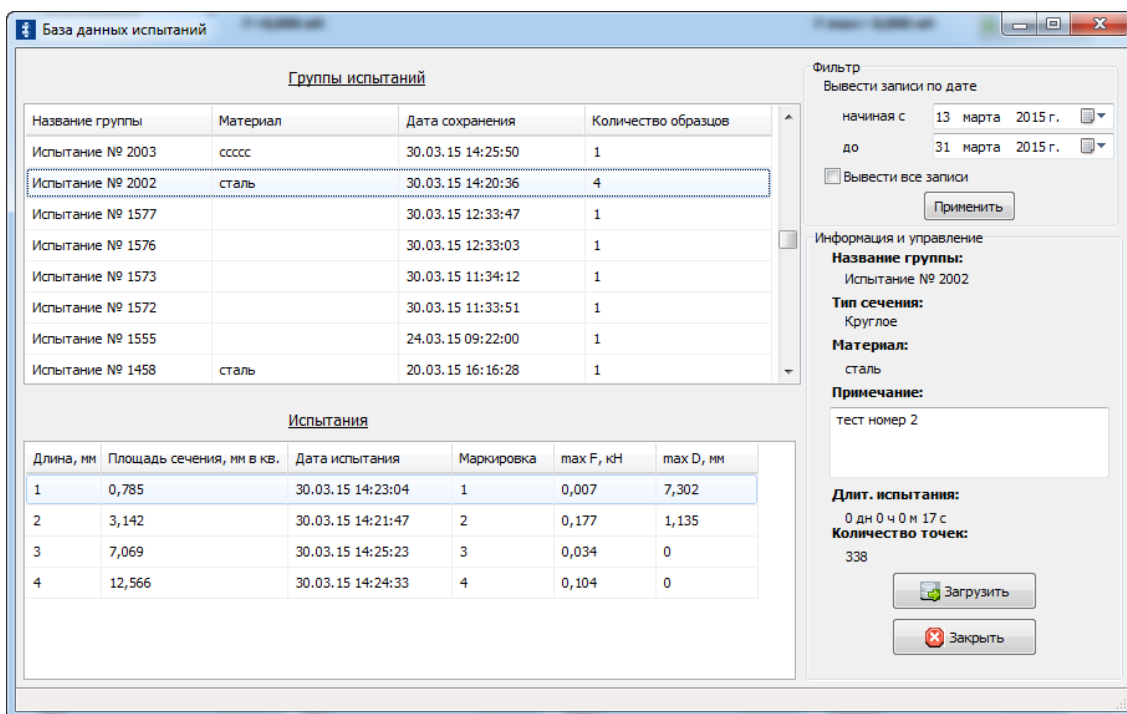 База данных испытаний
Группы испытаний
Название группы Материал Дата сохранения Количество образцов
Испытание № 2003 ссссс 30.03.15 14:25:50 1
Испытание № 2002 сталь 30.03.15 14:20:36 4
Испытание № 1577 30.03.15 12:33:47 1
Испытание № 1576 30.03.15 12:33:03 1
Испытание № 1573 30.03.15 11:34:12 1
Испытание № 1572 30.03.15 11:33:51 1
Испытание № 1555 24.03.15 09:22:00 1
Испытание № 1458 сталь 20.03.15 16:16:28 1
Испытания
Длина, мм Площадь сечения, мм в кв. Дата испытания Маркировка max F, кН max D, мм
1 0,785 30.03.15 14:23:04 1 0,007 7,302
2 3,142 30.03.15 14:21:47 2 0,177 1,135
3 7,069 30.03.15 14:25:23 3 0,034 0
4 12,566 30.03.15 14:24:33 4 0,104 0
Фильтр
Вывести записи по дате
начиная с 13 марта 2015 г.
до 31 марта 2015 г.
Вывести все записи
Применить
Информация и управление
Название группы:
Испытание № 2002
Тип сечения:
Круглое
Материал:
сталь
Примечание:
тест номер 2
Длит. испытания:
0 дн 0 ч 0 м 17 с
Количество точек:
338
Загрузить
Закрыть